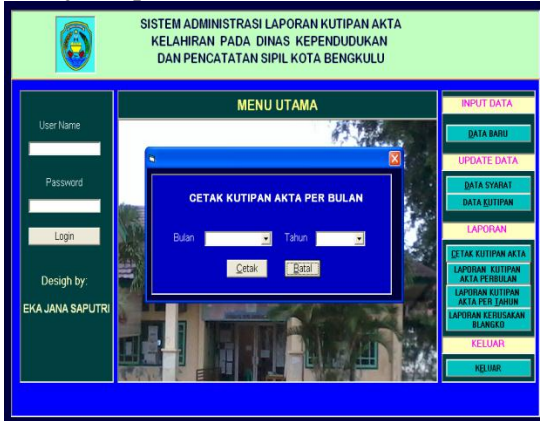 SISTEM ADMINISTRASI LAPORAN KUTIPAN AKTA
KELAHIRAN PADA DINAS KEPENDUDUKAN
DAN PENCATATAN SIPIL KOTA BENGKULU
User Name
Password
Login
Desigh by:
EKA JANA SAPUTRI
MENU UTAMA
CETAK KUTIPAN AKTA PER BULAN
Bulan
Tahun
Cetak
Batal
INPUT DATA
DATA BARU
UPDATE DATA
DATA SYARAT
DATA KUTIPAN
LAPORAN
CETAK KUTIPAN AKTA
LAPORAN KUTIPAN
AKTA PERBULAN
LAPORAN KUTIPAN
AKTA PER TAHUN
LAPORAN KERUSAKAN
BLANGKO
KELUAR
KELUAR